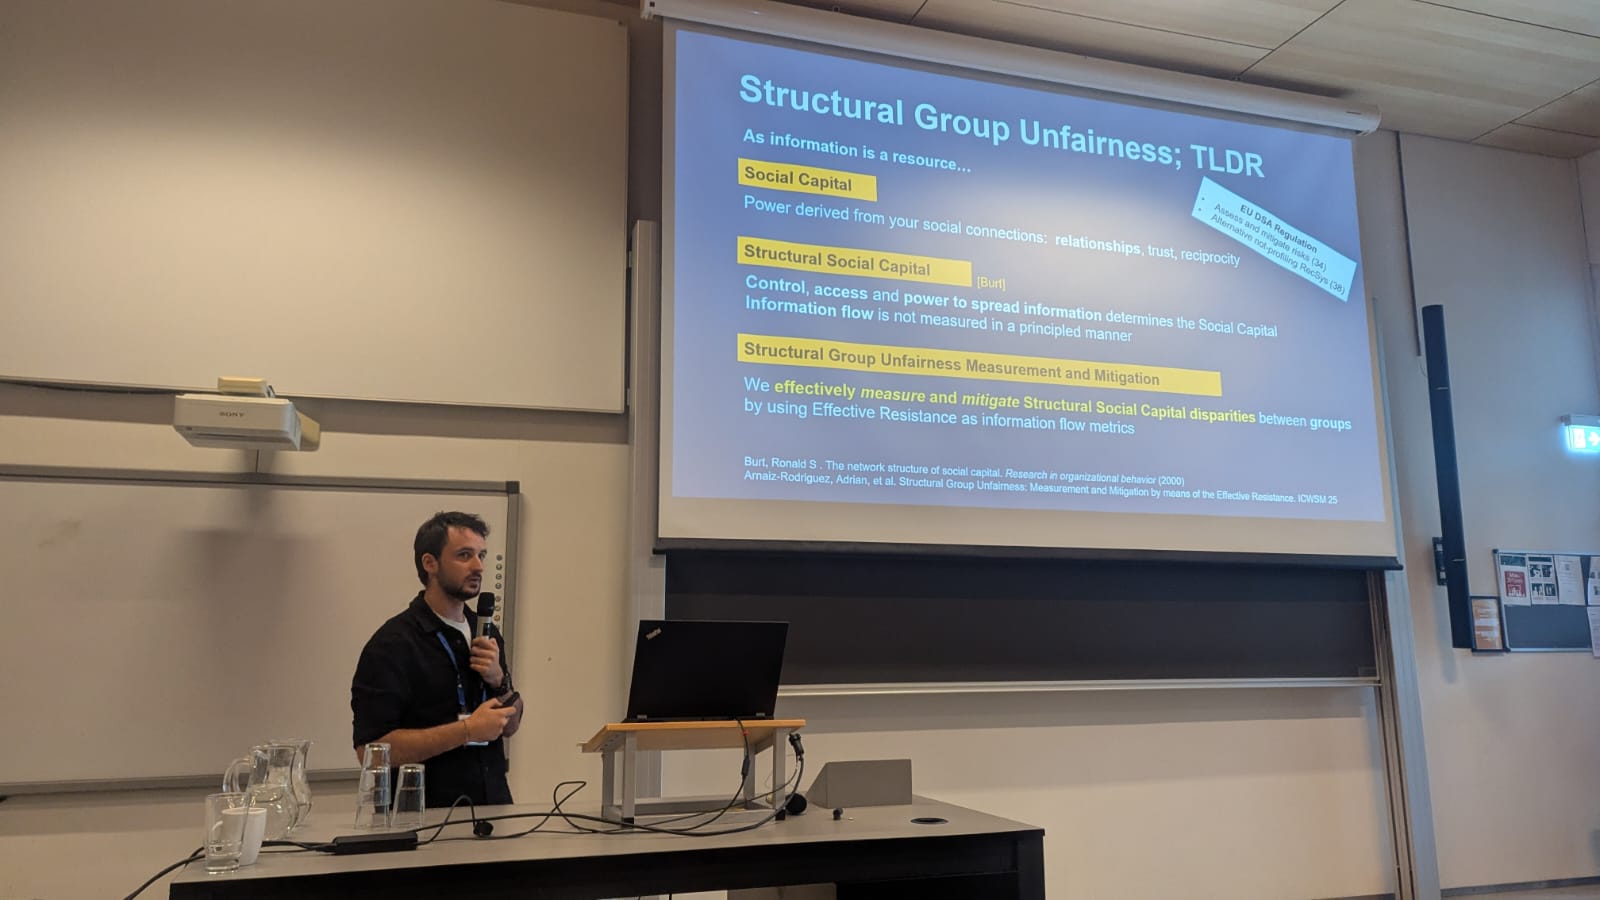 Structural Group Unfairness; TLDR
As information is a resource...
Social Capital
Power derived from your social connections: relationships, trust, reciprocity
EU DSA Regulation
• Assess and mitigate risks (34)
• Alternative not-profiling RecSys (38)
Structural Social Capital
[Burt]
Control, access and power to spread information determines the Social Capital
Information flow is not measured in a principled manner
Structural Group Unfairness Measurement and Mitigation
We effectively measure and mitigate Structural Social Capital disparities between groups
by using Effective Resistance as information flow metrics
Burt, Ronald S . The network structure of social capital. Research in organizational behavior (2000)
Arnaiz-Rodriguez, Adrian, et al. Structural Group Unfairness: Measurement and Mitigation by means of the Effective Resistance. ICWSM 25
SONY
ThinkPad